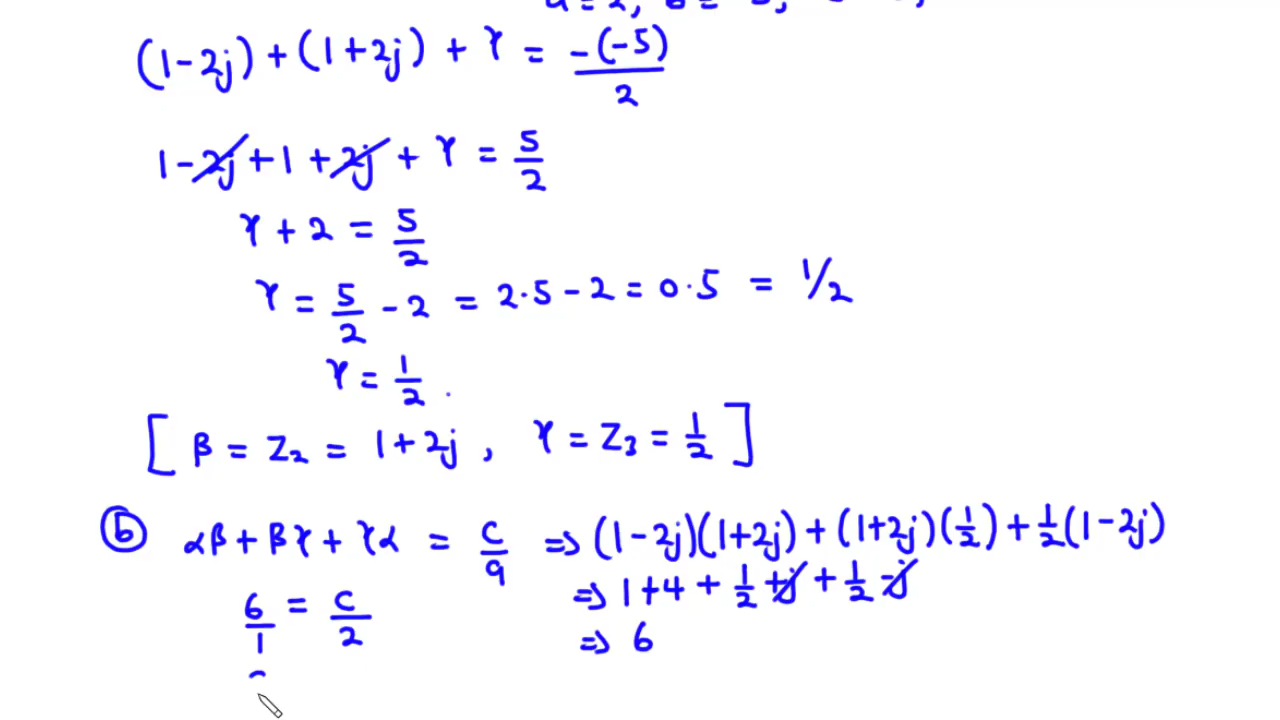 (1-2j) + (1+2j) + γ = -(-5)/2
1 - 2j + 1 + 2j + γ = 5/2
γ + 2 = 5/2
γ = 5/2 - 2 = 2.5 - 2 = 0.5 = 1/2
γ = 1/2 .
[ β = Z2 = 1+2j , γ = Z3 = 1/2 ]
(b) αβ + βγ + γα = c/a ⇒ (1-2j)(1+2j) + (1+2j)(1/2) + 1/2(1-2j)
⇒ 1+4 + 1/2 + j + 1/2 - j
6/1 = c/2 ⇒ 6